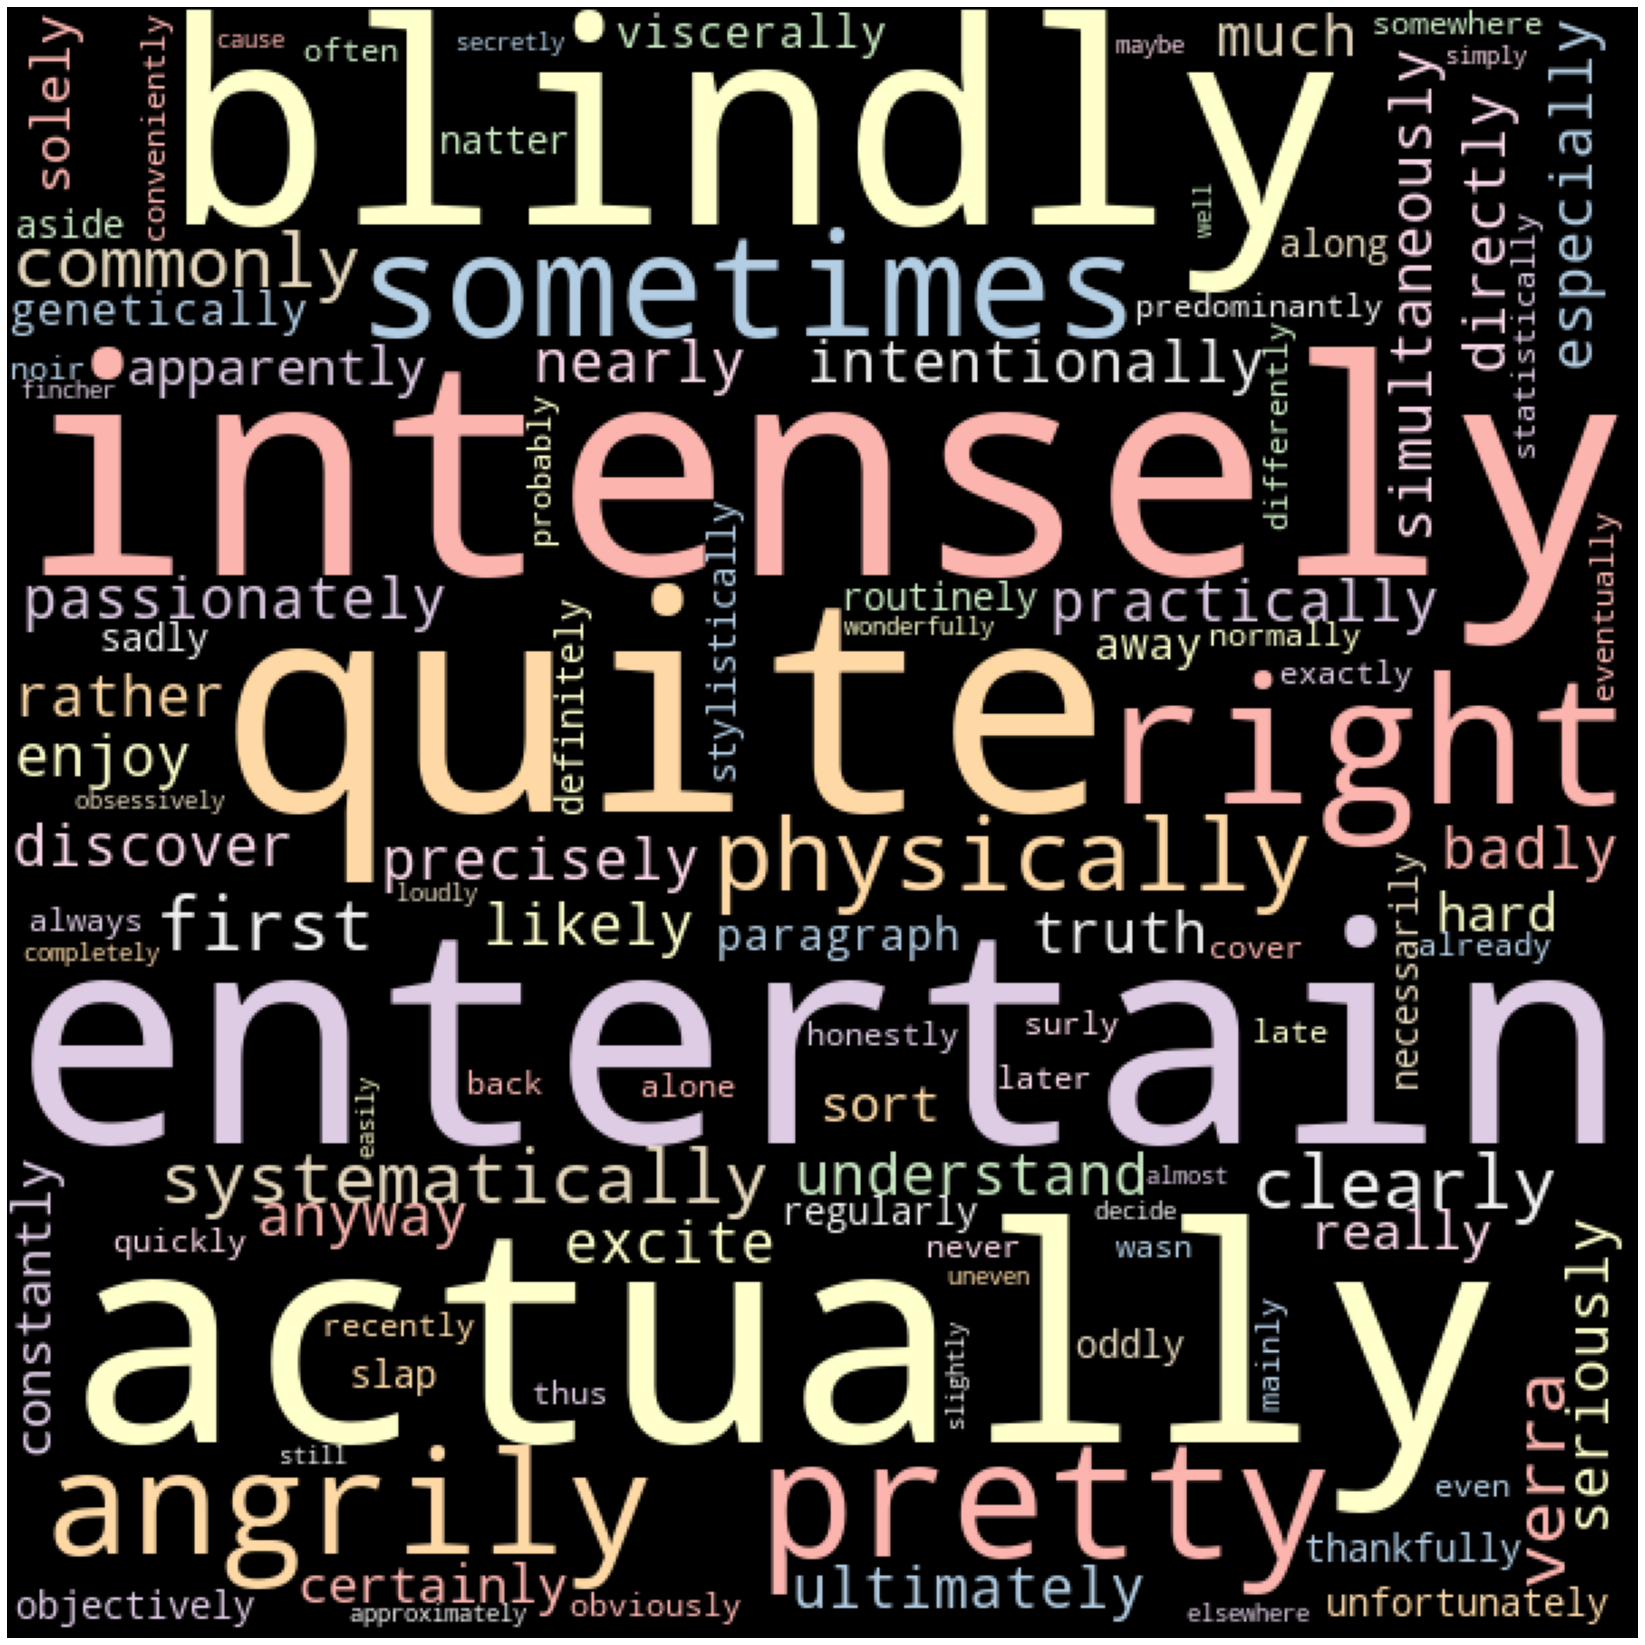 solely
conveniently
cause
often
secretly
viscerally
maybe
much
somewhere
simply
blindly
natter
well
simultaneously
directly
statistically
especially
aside
commonly
sometimes
along
genetically
predominantly
noir
fincher
apparently
nearly
intentionally
differently
intensely
probably
stylistically
eventually
passionately
sadly
definitely
routinely
wonderfully
practically
away
normally
rather
quite
exactly
right
enjoy
obsessively
discover
precisely
physically
badly
loudly
always
completely
first
likely
paragraph
truth
cover
necessarily
hard
already
entertain
honestly
surly
late
back
alone
later
sort
easily
systematically
understand
almost
clearly
constantly
anyway
regularly
decide
really
quickly
excite
never
wasn
uneven
actually
recently
slap
thus
slightly
oddly
mainly
seriously
verra
still
angrily
pretty
even
thankfully
certainly
ultimately
objectively
approximately
obviously
elsewhere
unfortunately